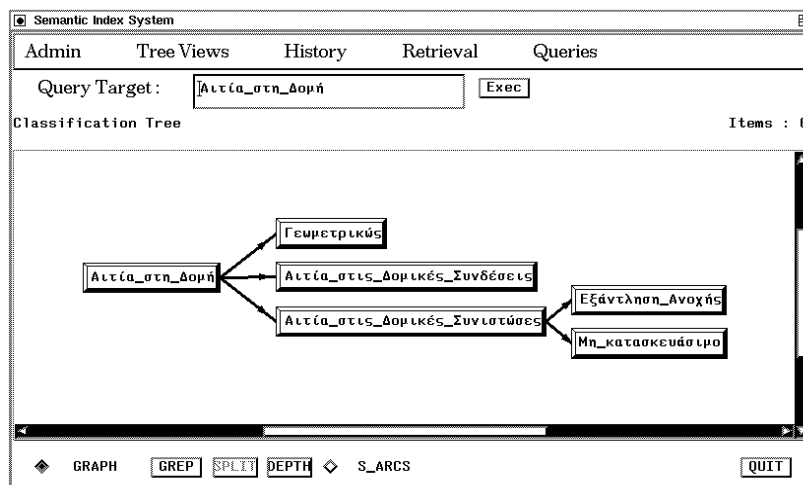 Semantic Index System
Admin Tree Views History Retrieval Queries
Query Target: Αιτία_στη_Δομή Exec
Classification Tree Items : 6
Γεωμετρικώς
Αιτία_στη_Δομή Αιτία_στις_Δομικές_Συνδέσεις
Αιτία_στις_Δομικές_Συνιστώσες Εξάντληση_Ανοχής
Μη_κατασκευάσιμο
GRAPH GREP SPLIT DEPTH S_ARCS QUIT